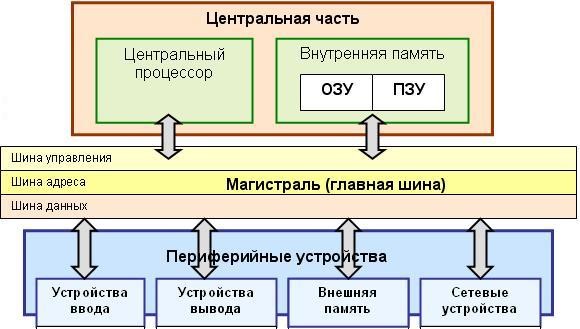 Центральная часть
Центральный
процессор
Внутренняя память
ОЗУ
ПЗУ
Шина управления
Шина адреса
Магистраль (главная шина)
Шина данных
Периферийные устройства
Устройства
ввода
Устройства
вывода
Внешняя
память
Сетевые
устройства